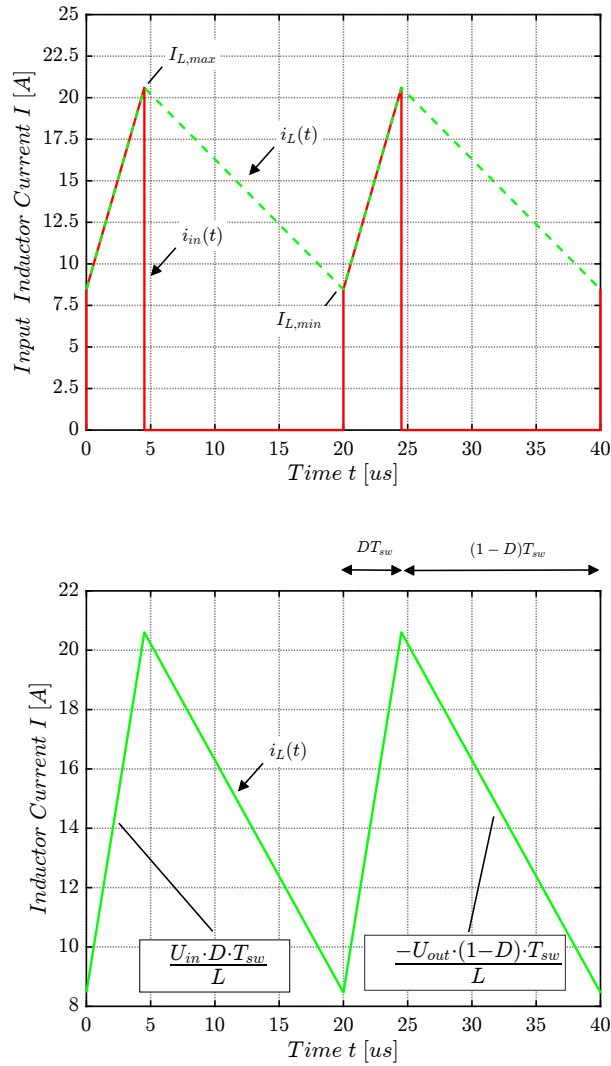 25
22.5
20
17.5
15
12.5
10
7.5
5
2.5
0
Input Inductor Current I [A]
I_{L,max}
i_L(t)
i_{in}(t)
I_{L,min}
0 5 10 15 20 25 30 35 40
Time t [us]
DT_{sw} (1 − D)T_{sw}
22
20
18
16
14
12
10
8
Inductor Current I [A]
i_L(t)
U_{in}·D·T_{sw}
L
−U_{out}·(1−D)·T_{sw}
L
0 5 10 15 20 25 30 35 40
Time t [us]